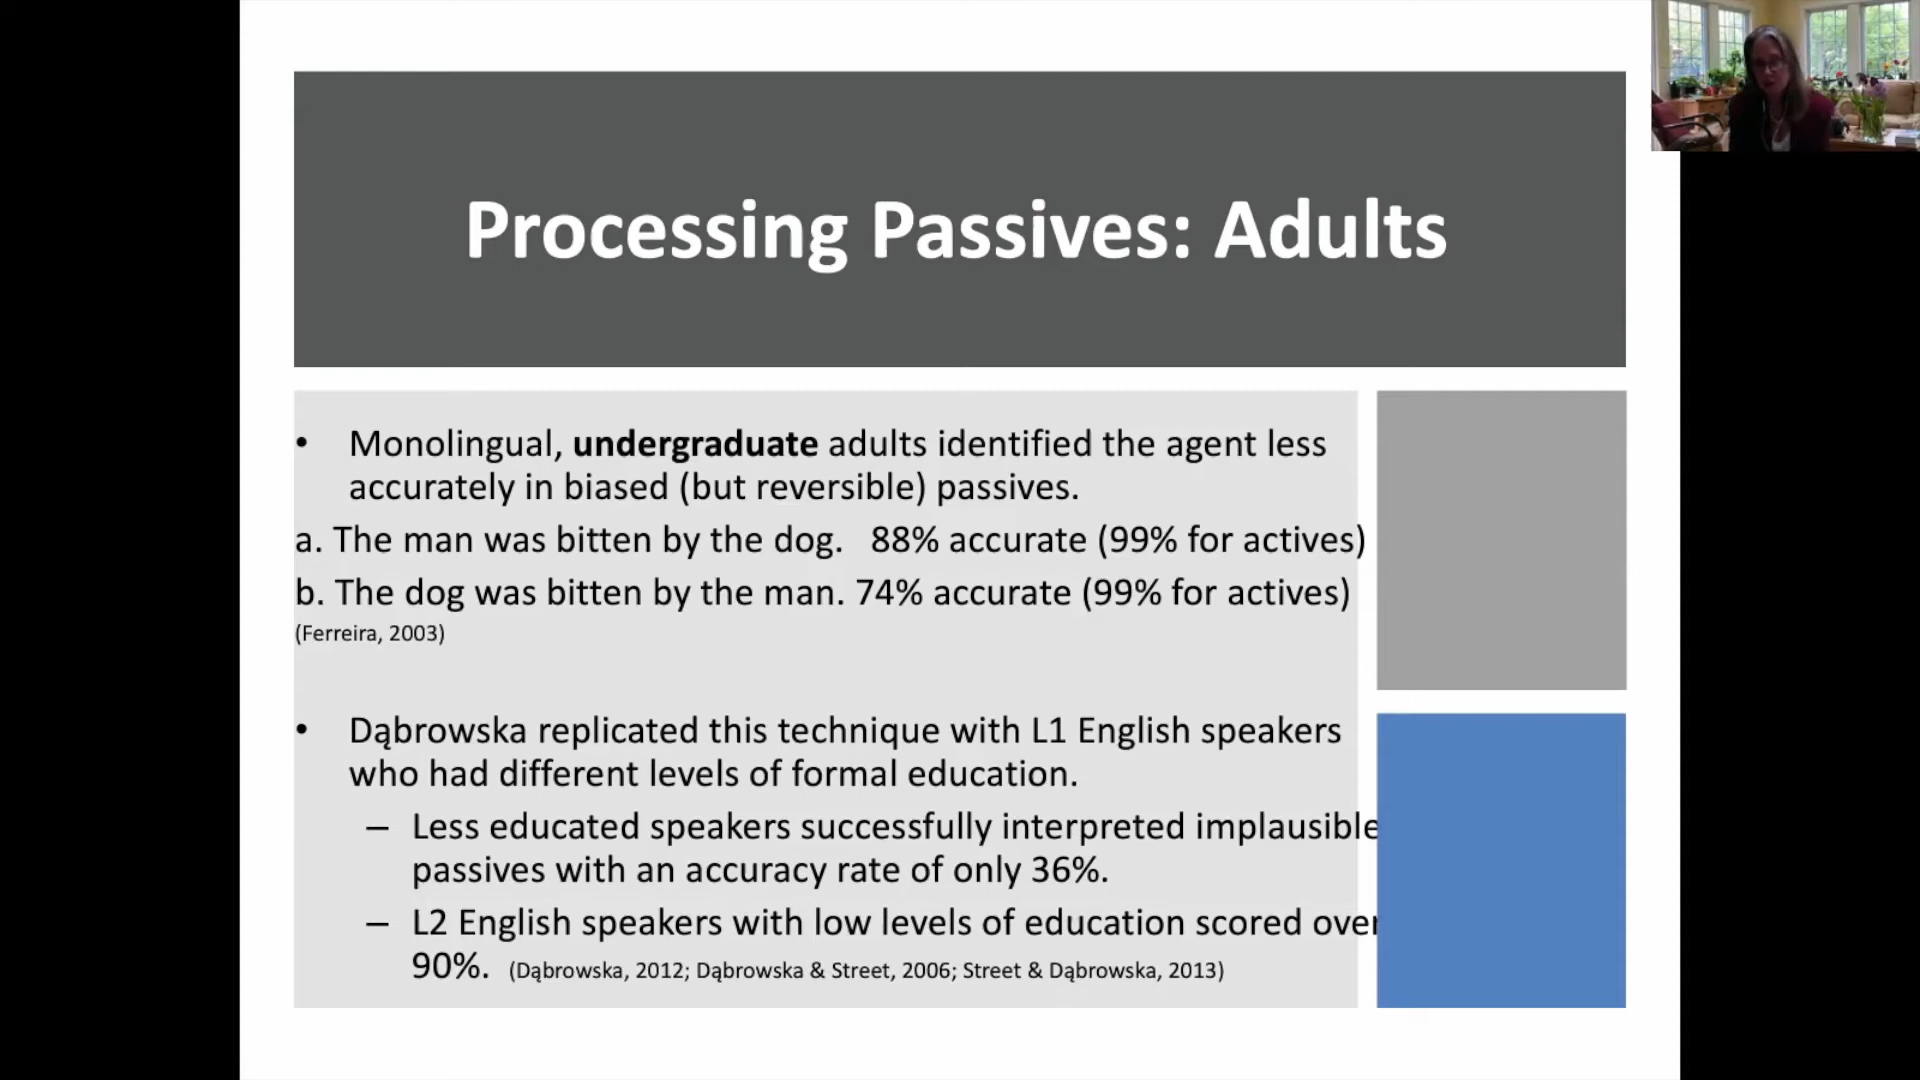 Processing Passives: Adults
• Monolingual, undergraduate adults identified the agent less
accurately in biased (but reversible) passives.
a. The man was bitten by the dog. 88% accurate (99% for actives)
b. The dog was bitten by the man. 74% accurate (99% for actives)
(Ferreira, 2003)
• Dąbrowska replicated this technique with L1 English speakers
who had different levels of formal education.
– Less educated speakers successfully interpreted implausible
passives with an accuracy rate of only 36%.
– L2 English speakers with low levels of education scored over
90%. (Dąbrowska, 2012; Dąbrowska & Street, 2006; Street & Dąbrowska, 2013)